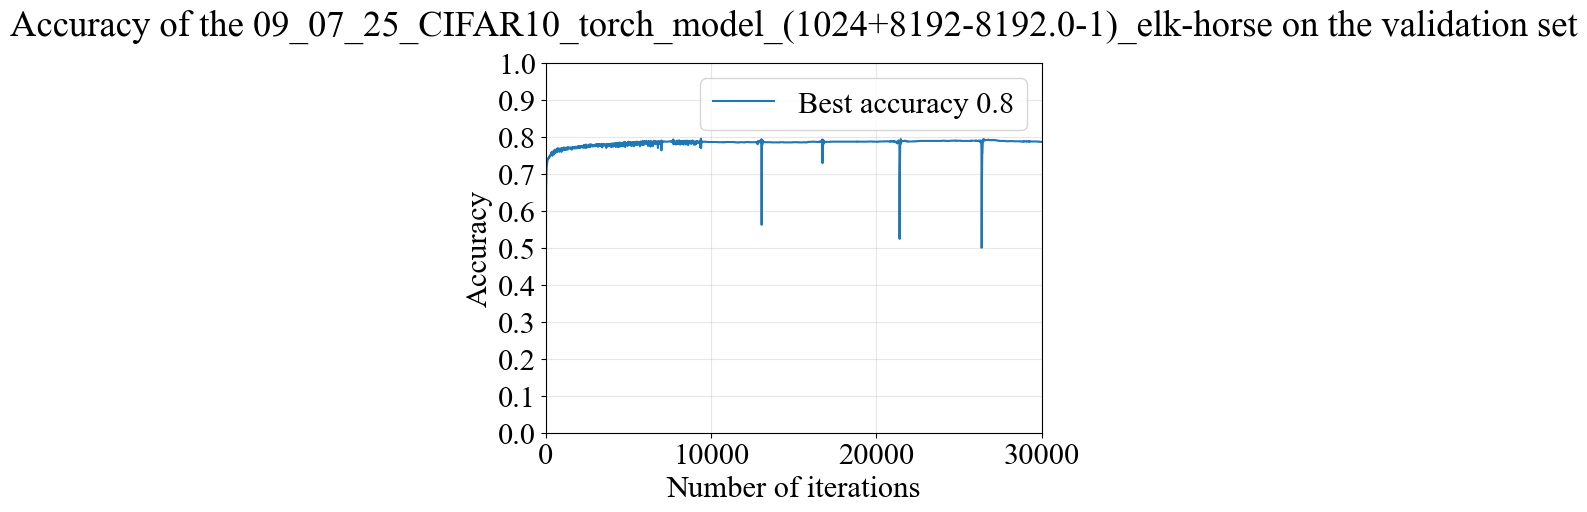 Accuracy of the 09_07_25_CIFAR10_torch_model_(1024+8192-8192.0-1)_elk-horse on the validation set
1.0
Best accuracy 0.8
0.9
0.8
0.7
0.6
0.5
0.4
0.3
0.2
0.1
0.0
Accuracy
0 10000 20000 30000
Number of iterations